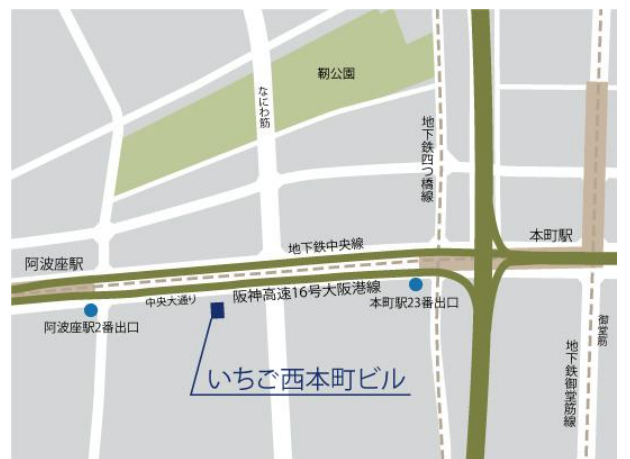 靭公園
なにわ筋
地下鉄四つ橋線
本町駅
地下鉄中央線
阿波座駅
中央大通り
阪神高速16号大阪港線
本町駅23番出口
阿波座駅2番出口
御堂筋
地下鉄御堂筋線
いちご西本町ビル